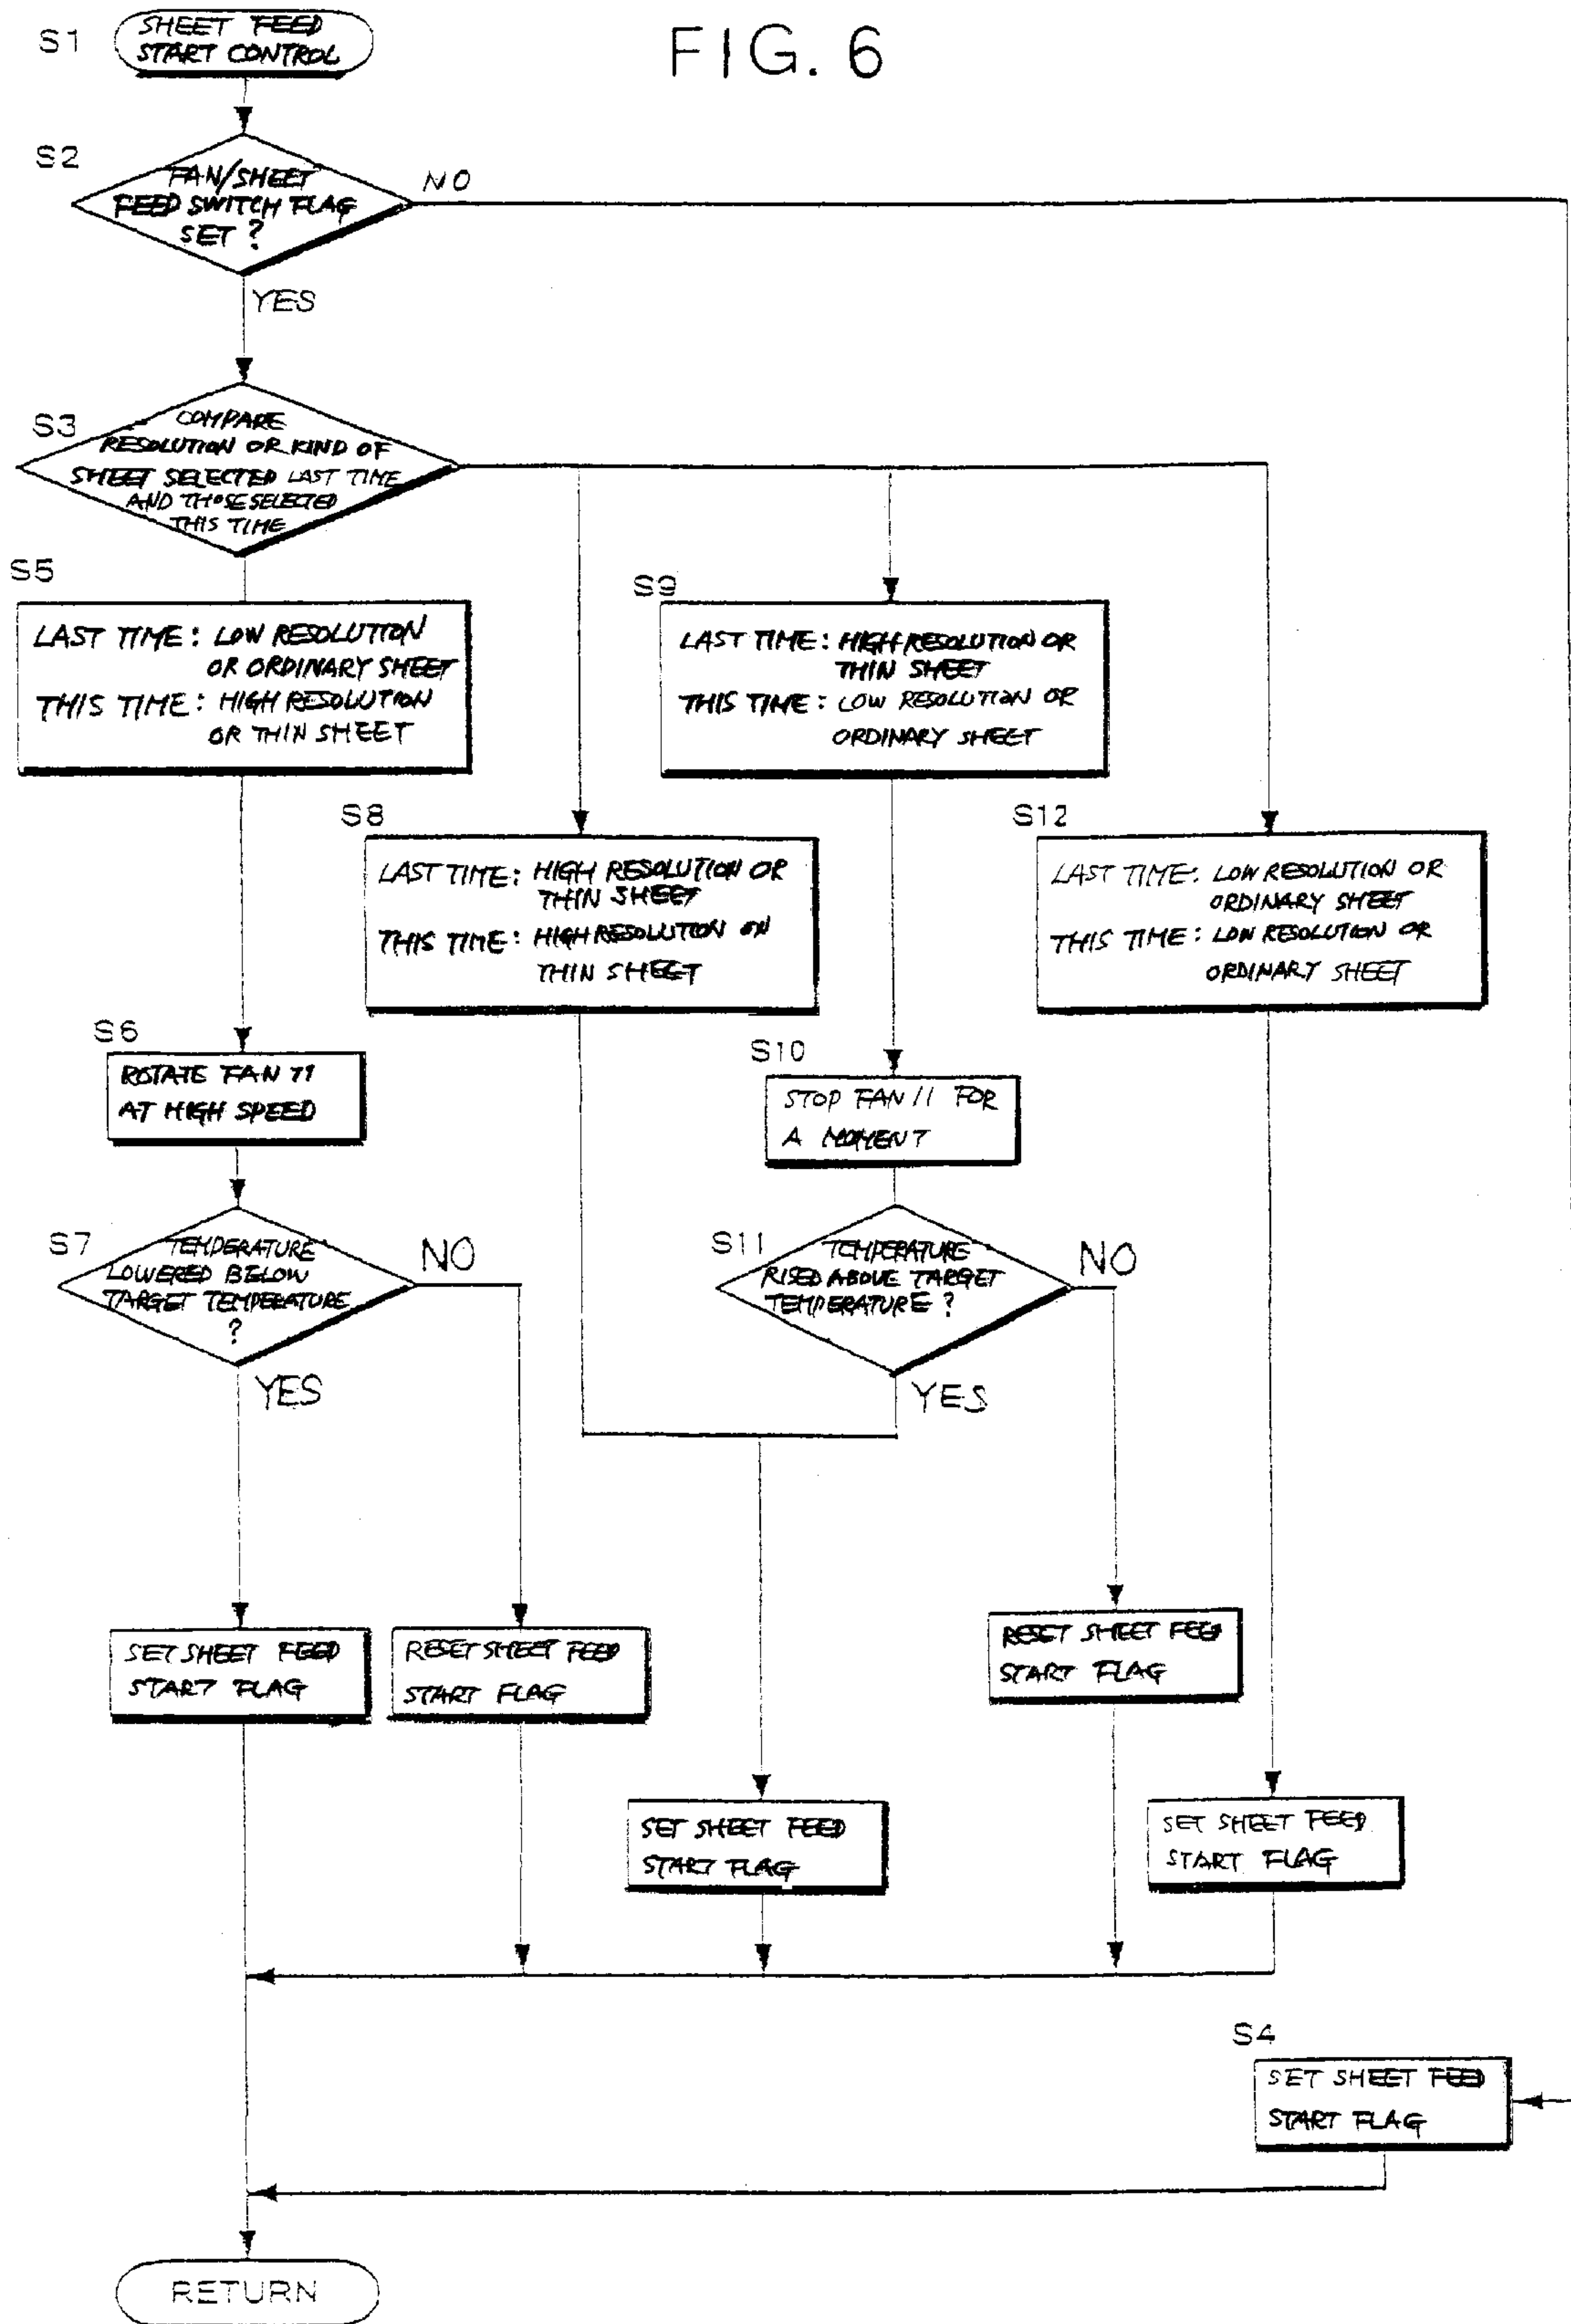 FIG. 6
S1
SHEET FEED
START CONTROL
S2
FAN/SHEET
FEED SWITCH FLAG
SET ?
NO
YES
S3
COMPARE
RESOLUTION OR KIND OF
SHEET SELECTED LAST TIME
AND THOSE SELECTED
THIS TIME
S5
LAST TIME: LOW RESOLUTION
OR ORDINARY SHEET
THIS TIME: HIGH RESOLUTION
OR THIN SHEET
S9
LAST TIME: HIGH RESOLUTION OR
THIN SHEET
THIS TIME: LOW RESOLUTION OR
ORDINARY SHEET
S8
LAST TIME: HIGH RESOLUTION OR
THIN SHEET
THIS TIME: HIGH RESOLUTION OR
THIN SHEET
S12
LAST TIME: LOW RESOLUTION OR
ORDINARY SHEET
THIS TIME: LOW RESOLUTION OR
ORDINARY SHEET
S6
ROTATE FAN 11
AT HIGH SPEED
S10
STOP FAN 11 FOR
A MOMENT
S7
TEMPERATURE
LOWERED BELOW
TARGET TEMPERATURE
?
NO
YES
S11
TEMPERATURE
RISED ABOVE TARGET
TEMPERATURE ?
NO
YES
SET SHEET FEED
START FLAG
RESET SHEET FEED
START FLAG
RESET SHEET FEED
START FLAG
SET SHEET FEED
START FLAG
SET SHEET FEED
START FLAG
S4
SET SHEET FEED
START FLAG
RETURN